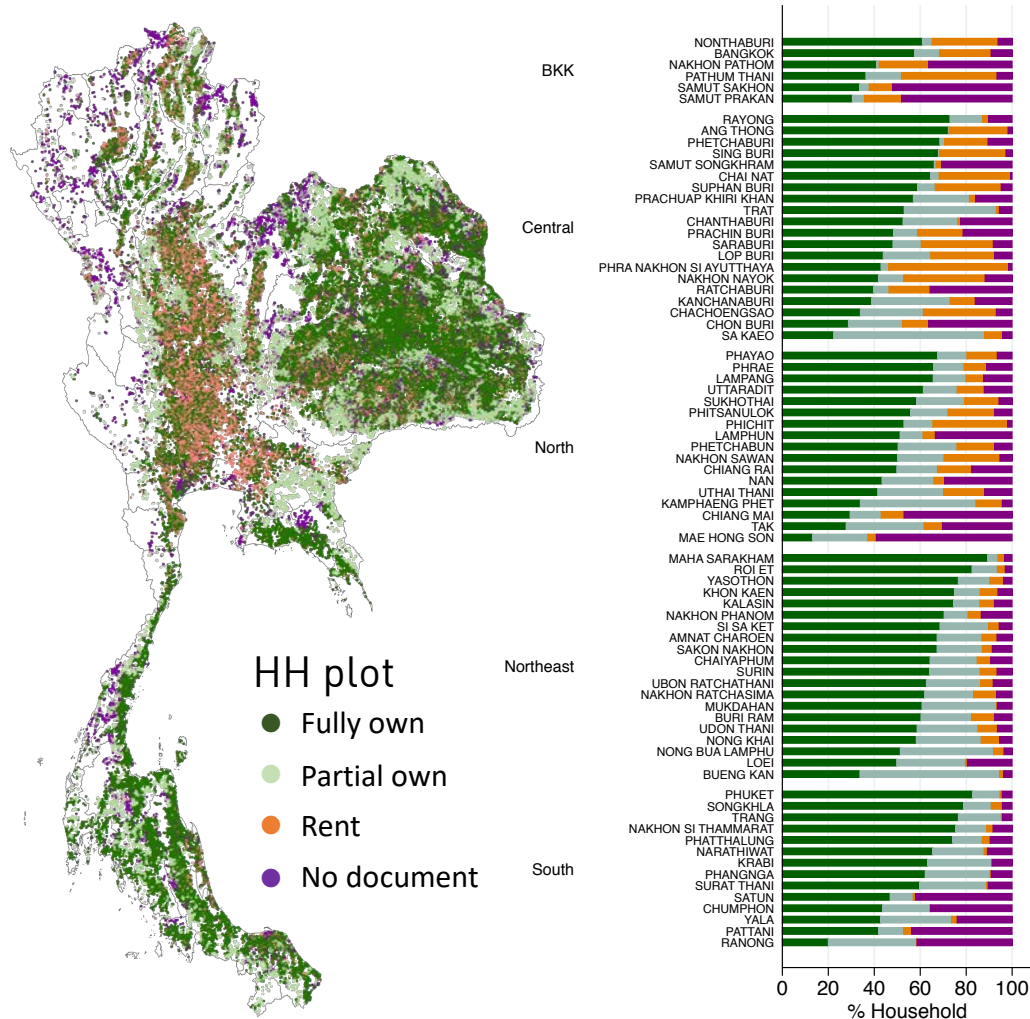 BKK
NONTHABURI
BANGKOK
NAKHON PATHOM
PATHUM THANI
SAMUT SAKHON
SAMUT PRAKAN
Central
RAYONG
ANG THONG
PHETCHABURI
SING BURI
SAMUT SONGKHRAM
CHAI NAT
SUPHAN BURI
PRACHUAP KHIRI KHAN
TRAT
CHANTHABURI
PRACHIN BURI
SARABURI
LOP BURI
PHRA NAKHON SI AYUTTHAYA
NAKHON NAYOK
RATCHABURI
KANCHANABURI
CHACHOENGSAO
CHON BURI
SA KAEO
North
PHAYAO
PHRAE
LAMPANG
UTTARADIT
SUKHOTHAI
PHITSANULOK
PHICHIT
LAMPHUN
PHETCHABUN
NAKHON SAWAN
CHIANG RAI
NAN
UTHAI THANI
KAMPHAENG PHET
CHIANG MAI
TAK
MAE HONG SON
Northeast
MAHA SARAKHAM
ROI ET
YASOTHON
KHON KAEN
KALASIN
NAKHON PHANOM
SI SA KET
AMNAT CHAROEN
SAKON NAKHON
CHAIYAPHUM
SURIN
UBON RATCHATHANI
NAKHON RATCHASIMA
MUKDAHAN
BURI RAM
UDON THANI
NONG KHAI
NONG BUA LAMPHU
LOEI
BUENG KAN
South
PHUKET
SONGKHLA
TRANG
NAKHON SI THAMMARAT
PHATTHALUNG
NARATHIWAT
KRABI
PHANGNGA
SURAT THANI
SATUN
CHUMPHON
YALA
PATTANI
RANONG
0 20 40 60 80 100
% Household
HH plot
Fully own
Partial own
Rent
No document